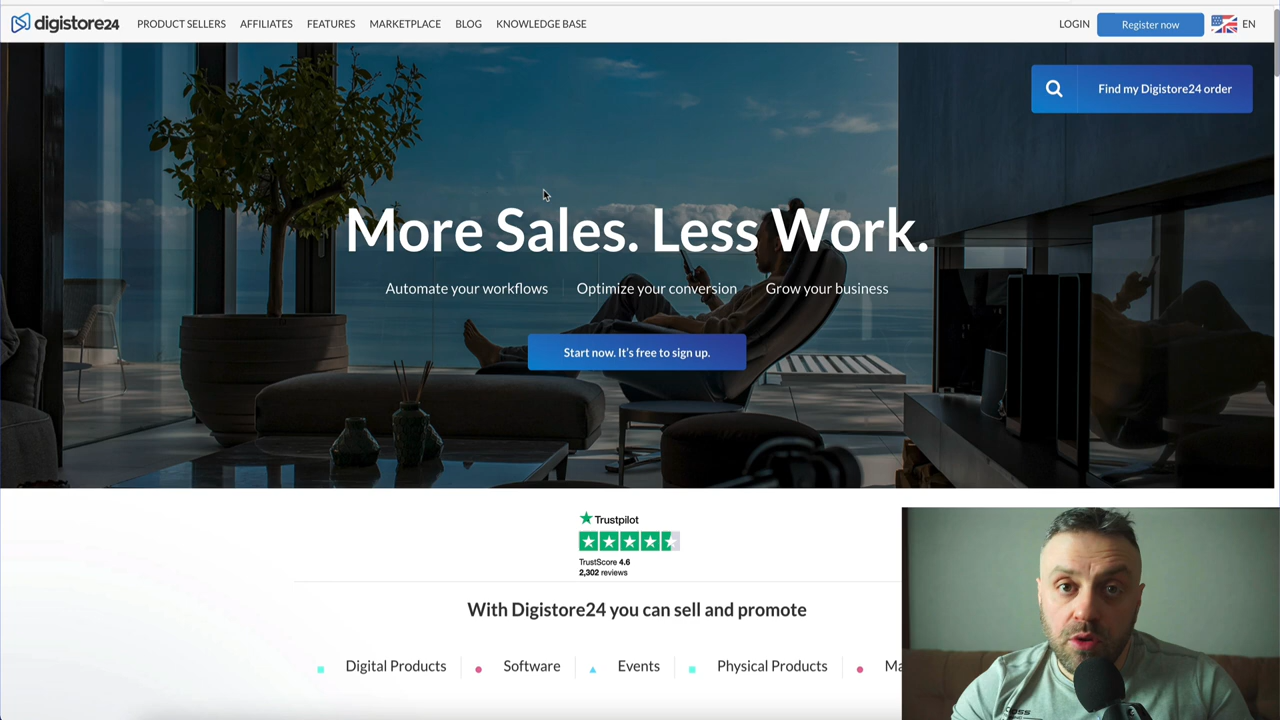 digistore24
PRODUCT SELLERS
AFFILIATES
FEATURES
MARKETPLACE
BLOG
KNOWLEDGE BASE
LOGIN
Register now
EN
Find my Digistore24 order
More Sales. Less Work.
Automate your workflows
Optimize your conversion
Grow your business
Start now. It's free to sign up.
Trustpilot
TrustScore 4.6
2,302 reviews
With Digistore24 you can sell and promote
Digital Products
Software
Events
Physical Products
Ma
BOSS